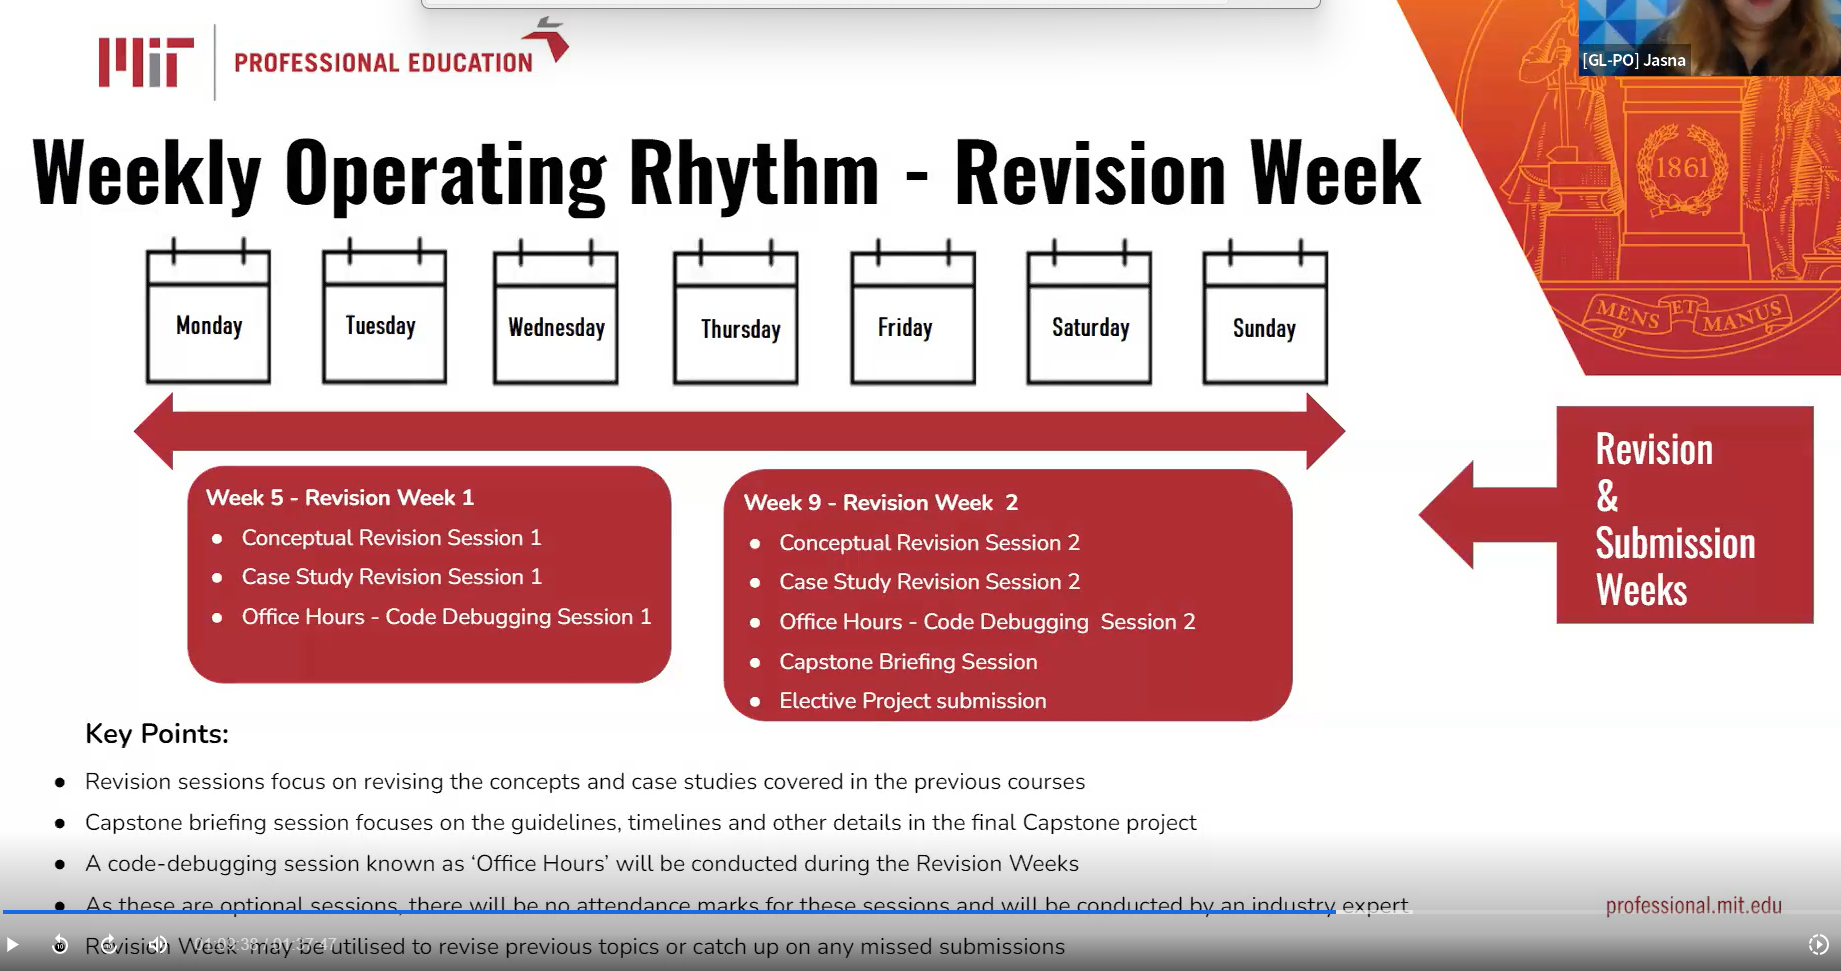 MIT PROFESSIONAL EDUCATION
[GL-PO] Jasna
Weekly Operating Rhythm - Revision Week
1861
MENS ET MANUS
Monday Tuesday Wednesday Thursday Friday Saturday Sunday
Week 5 - Revision Week 1
● Conceptual Revision Session 1
● Case Study Revision Session 1
● Office Hours - Code Debugging Session 1
Week 9 - Revision Week 2
● Conceptual Revision Session 2
● Case Study Revision Session 2
● Office Hours - Code Debugging Session 2
● Capstone Briefing Session
● Elective Project submission
Revision
&
Submission
Weeks
Key Points:
● Revision sessions focus on revising the concepts and case studies covered in the previous courses
● Capstone briefing session focuses on the guidelines, timelines and other details in the final Capstone project
● A code-debugging session known as ‘Office Hours’ will be conducted during the Revision Weeks
● As these are optional sessions, there will be no attendance marks for these sessions and will be conducted by an industry expert
● Revision Week may be utilised to revise previous topics or catch up on any missed submissions
professional.mit.edu